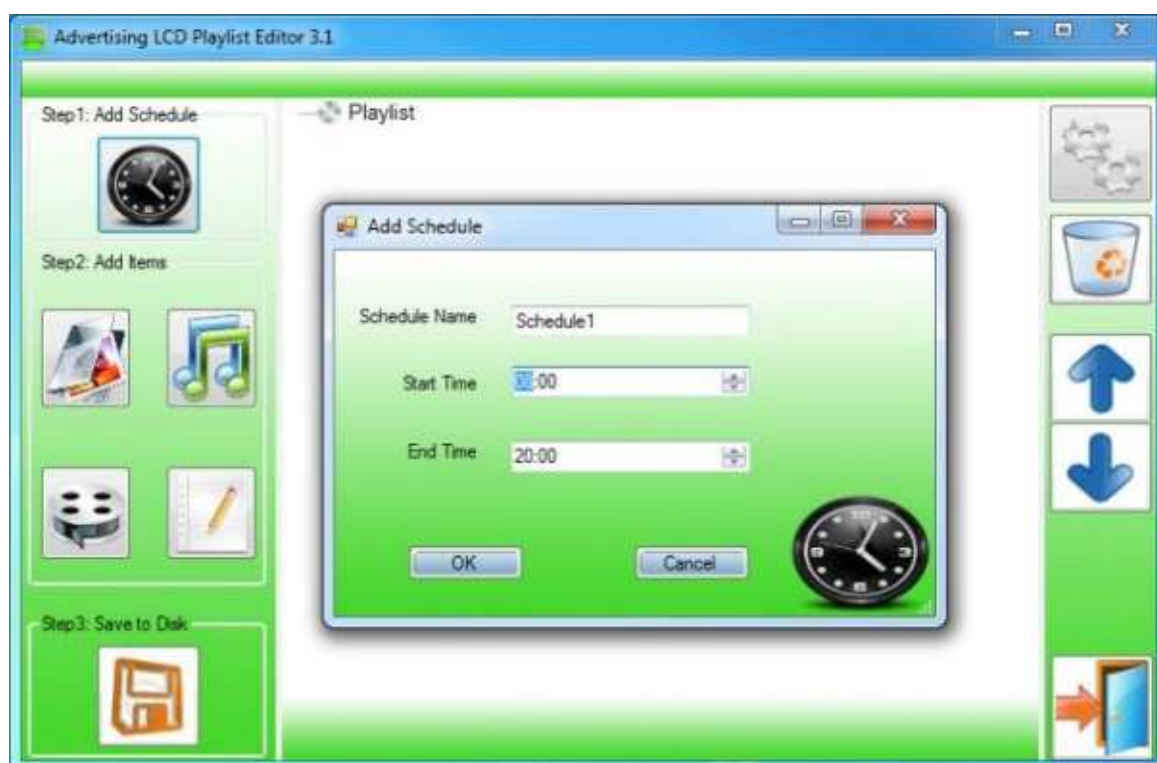 Advertising LCD Playlist Editor 3.1
Step1: Add Schedule
Playlist
Add Schedule
Step2: Add Items
Schedule Name
Schedule1
Start Time
:00
End Time
20:00
OK
Cancel
Step3: Save to Disk